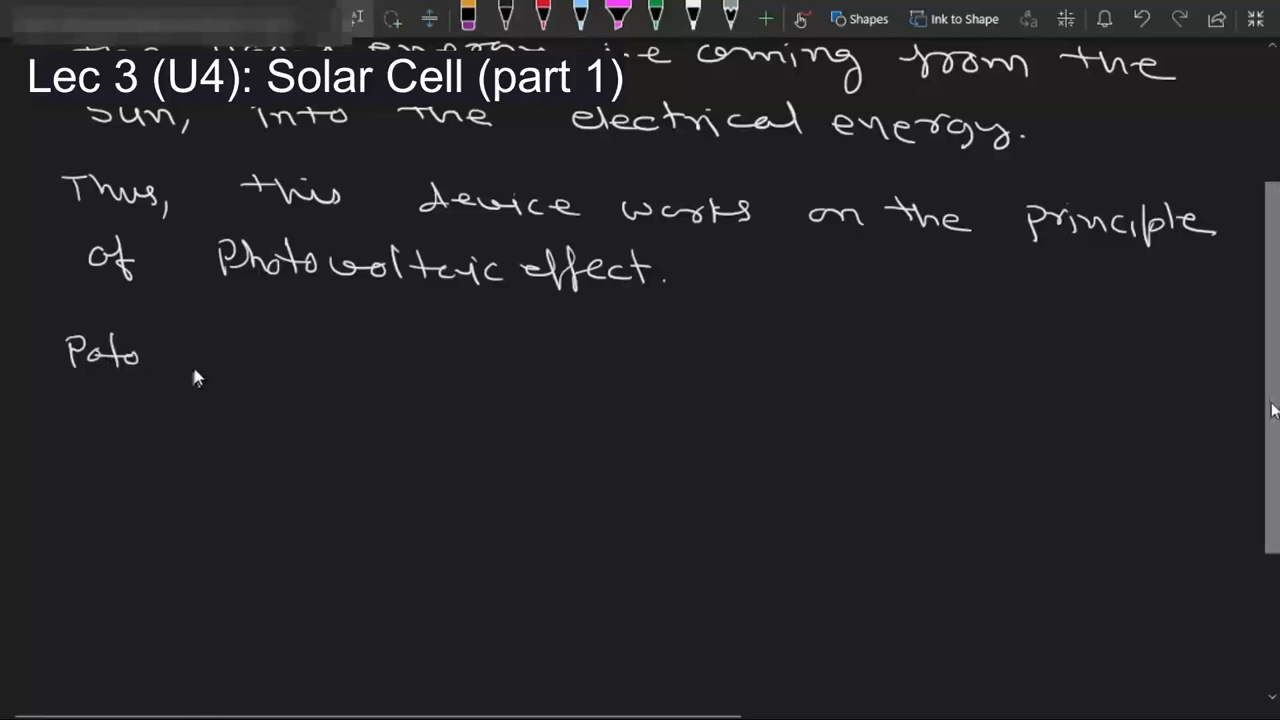 Shapes
Ink to Shape
energy i.e coming from the
Lec 3 (U4): Solar Cell (part 1)
Sun, into the electrical energy.
Thus, this device works on the principle
of Photovoltaic effect.
Poto